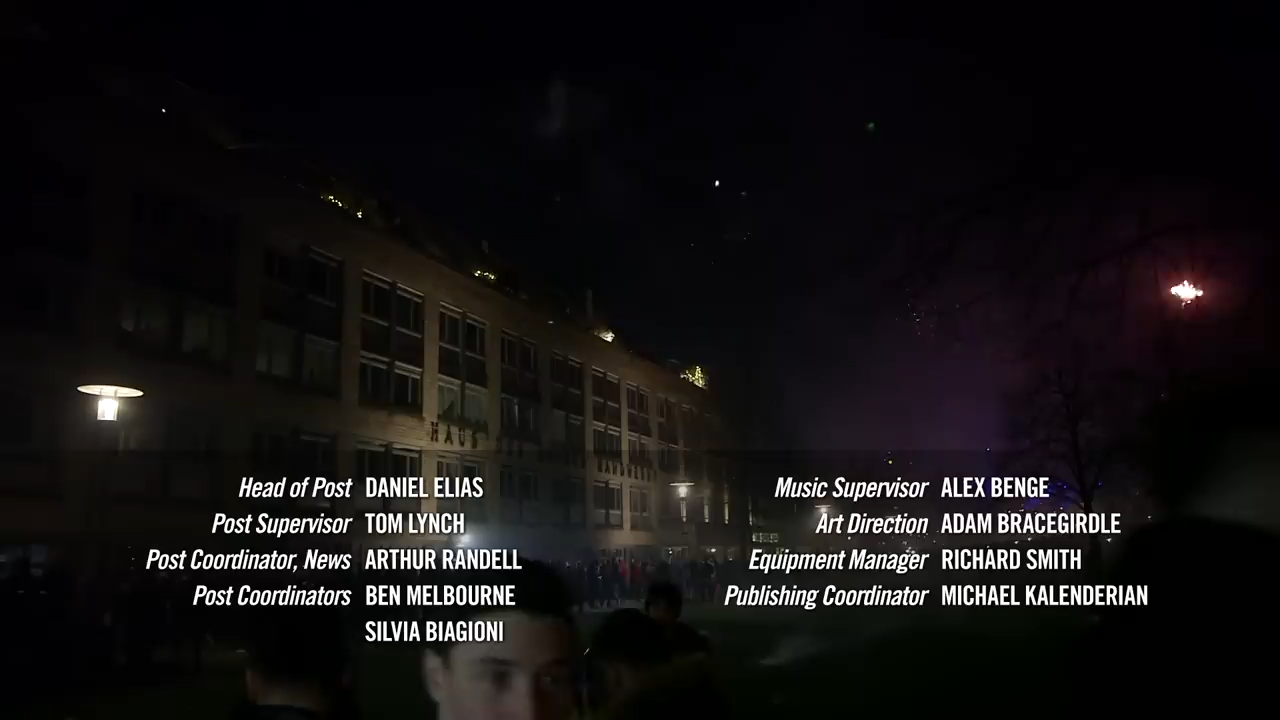 HAUS
Head of Post DANIEL ELIAS
Post Supervisor TOM LYNCH
Post Coordinator, News ARTHUR RANDELL
Post Coordinators BEN MELBOURNE
SILVIA BIAGIONI
Music Supervisor ALEX BENGE
Art Direction ADAM BRACEGIRDLE
Equipment Manager RICHARD SMITH
Publishing Coordinator MICHAEL KALENDERIAN